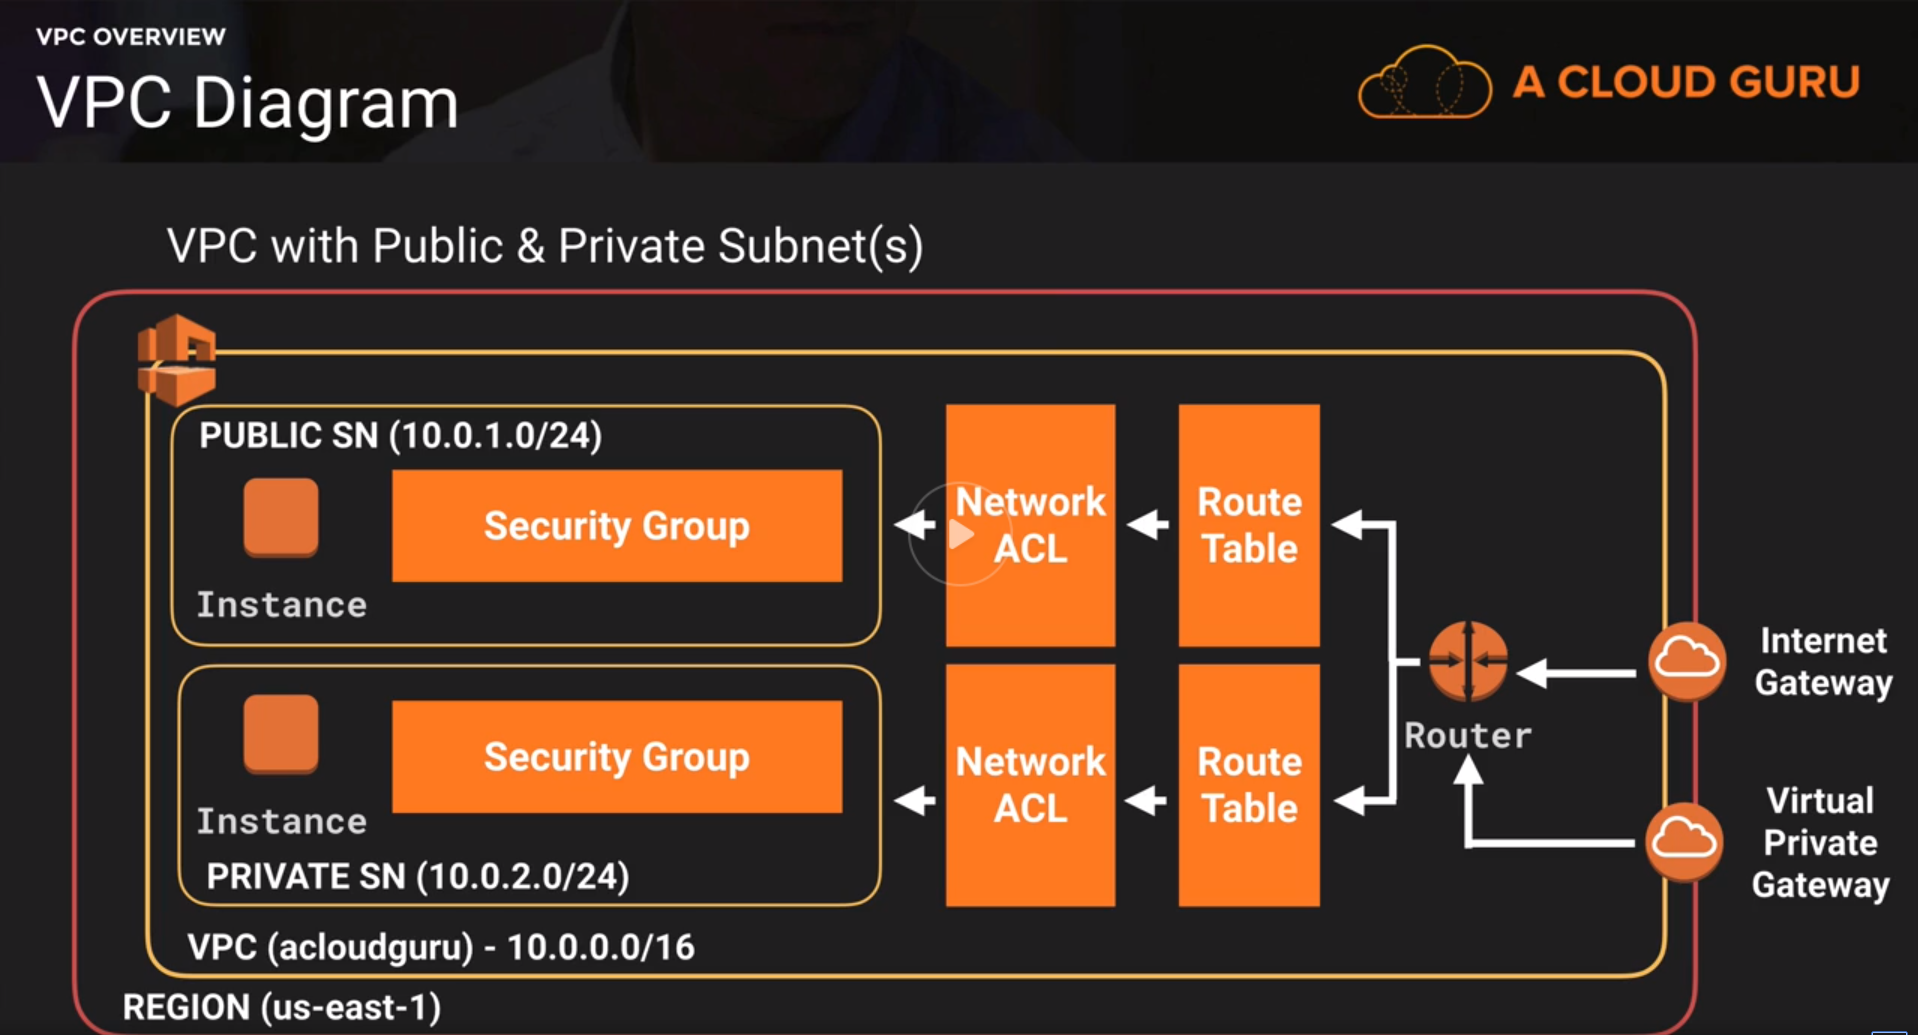 VPC OVERVIEW
VPC Diagram
A CLOUD GURU
VPC with Public & Private Subnet(s)
PUBLIC SN (10.0.1.0/24)
Instance
Security Group
Network
ACL
Route
Table
Instance
Security Group
PRIVATE SN (10.0.2.0/24)
Network
ACL
Route
Table
Router
Internet
Gateway
Virtual
Private
Gateway
VPC (acloudguru) - 10.0.0.0/16
REGION (us-east-1)